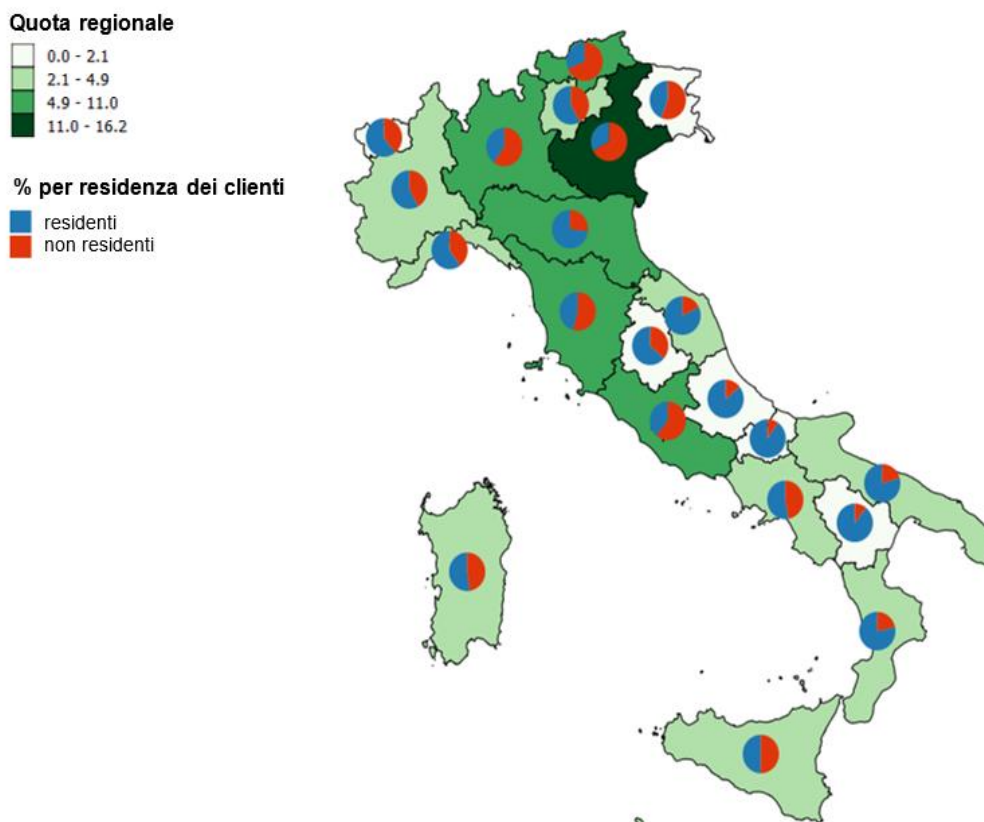 Quota regionale
0.0 - 2.1
2.1 - 4.9
4.9 - 11.0
11.0 - 16.2
% per residenza dei clienti
residenti
non residenti